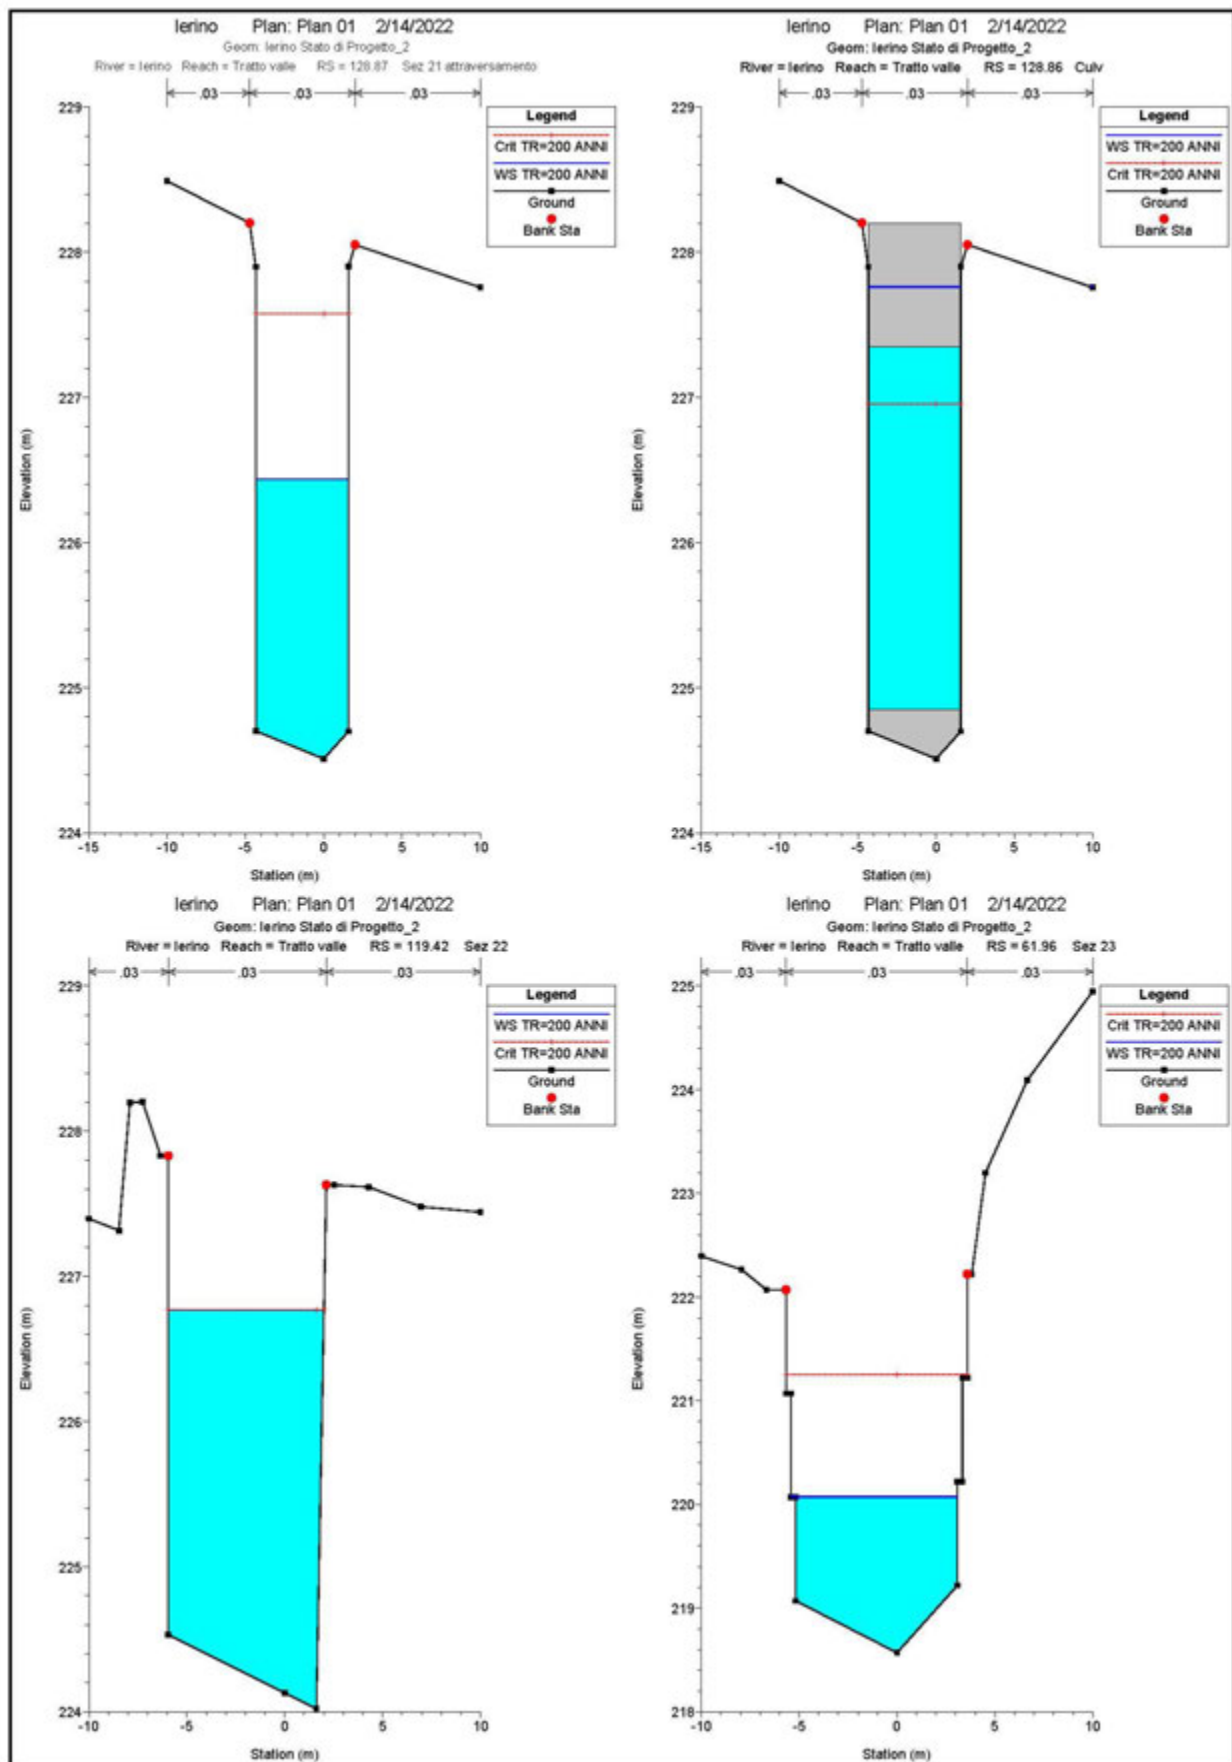 Ierino Plan: Plan 01 2/14/2022
Geom: Ierino Stato di Progetto_2
River = Ierino Reach = Tratto valle RS = 128.87 Sez 21 attraversamento
.03 .03 .03
229
228
227
226
225
224
Elevation (m)
-15 -10 -5 0 5 10
Station (m)
Legend
Crit TR=200 ANNI
WS TR=200 ANNI
Ground
Bank Sta
Ierino Plan: Plan 01 2/14/2022
Geom: Ierino Stato di Progetto_2
River = Ierino Reach = Tratto valle RS = 128.86 Culv
.03 .03 .03
229
228
227
226
225
224
Elevation (m)
-15 -10 -5 0 5 10
Station (m)
Legend
WS TR=200 ANNI
Crit TR=200 ANNI
Ground
Bank Sta
Ierino Plan: Plan 01 2/14/2022
Geom: Ierino Stato di Progetto_2
River = Ierino Reach = Tratto valle RS = 119.42 Sez 22
.03 .03 .03
229
228
227
226
225
224
Elevation (m)
-10 -5 0 5 10
Station (m)
Legend
WS TR=200 ANNI
Crit TR=200 ANNI
Ground
Bank Sta
Ierino Plan: Plan 01 2/14/2022
Geom: Ierino Stato di Progetto_2
River = Ierino Reach = Tratto valle RS = 61.96 Sez 23
.03 .03 .03
225
224
223
222
221
220
219
218
Elevation (m)
-10 -5 0 5 10
Station (m)
Legend
Crit TR=200 ANNI
WS TR=200 ANNI
Ground
Bank Sta